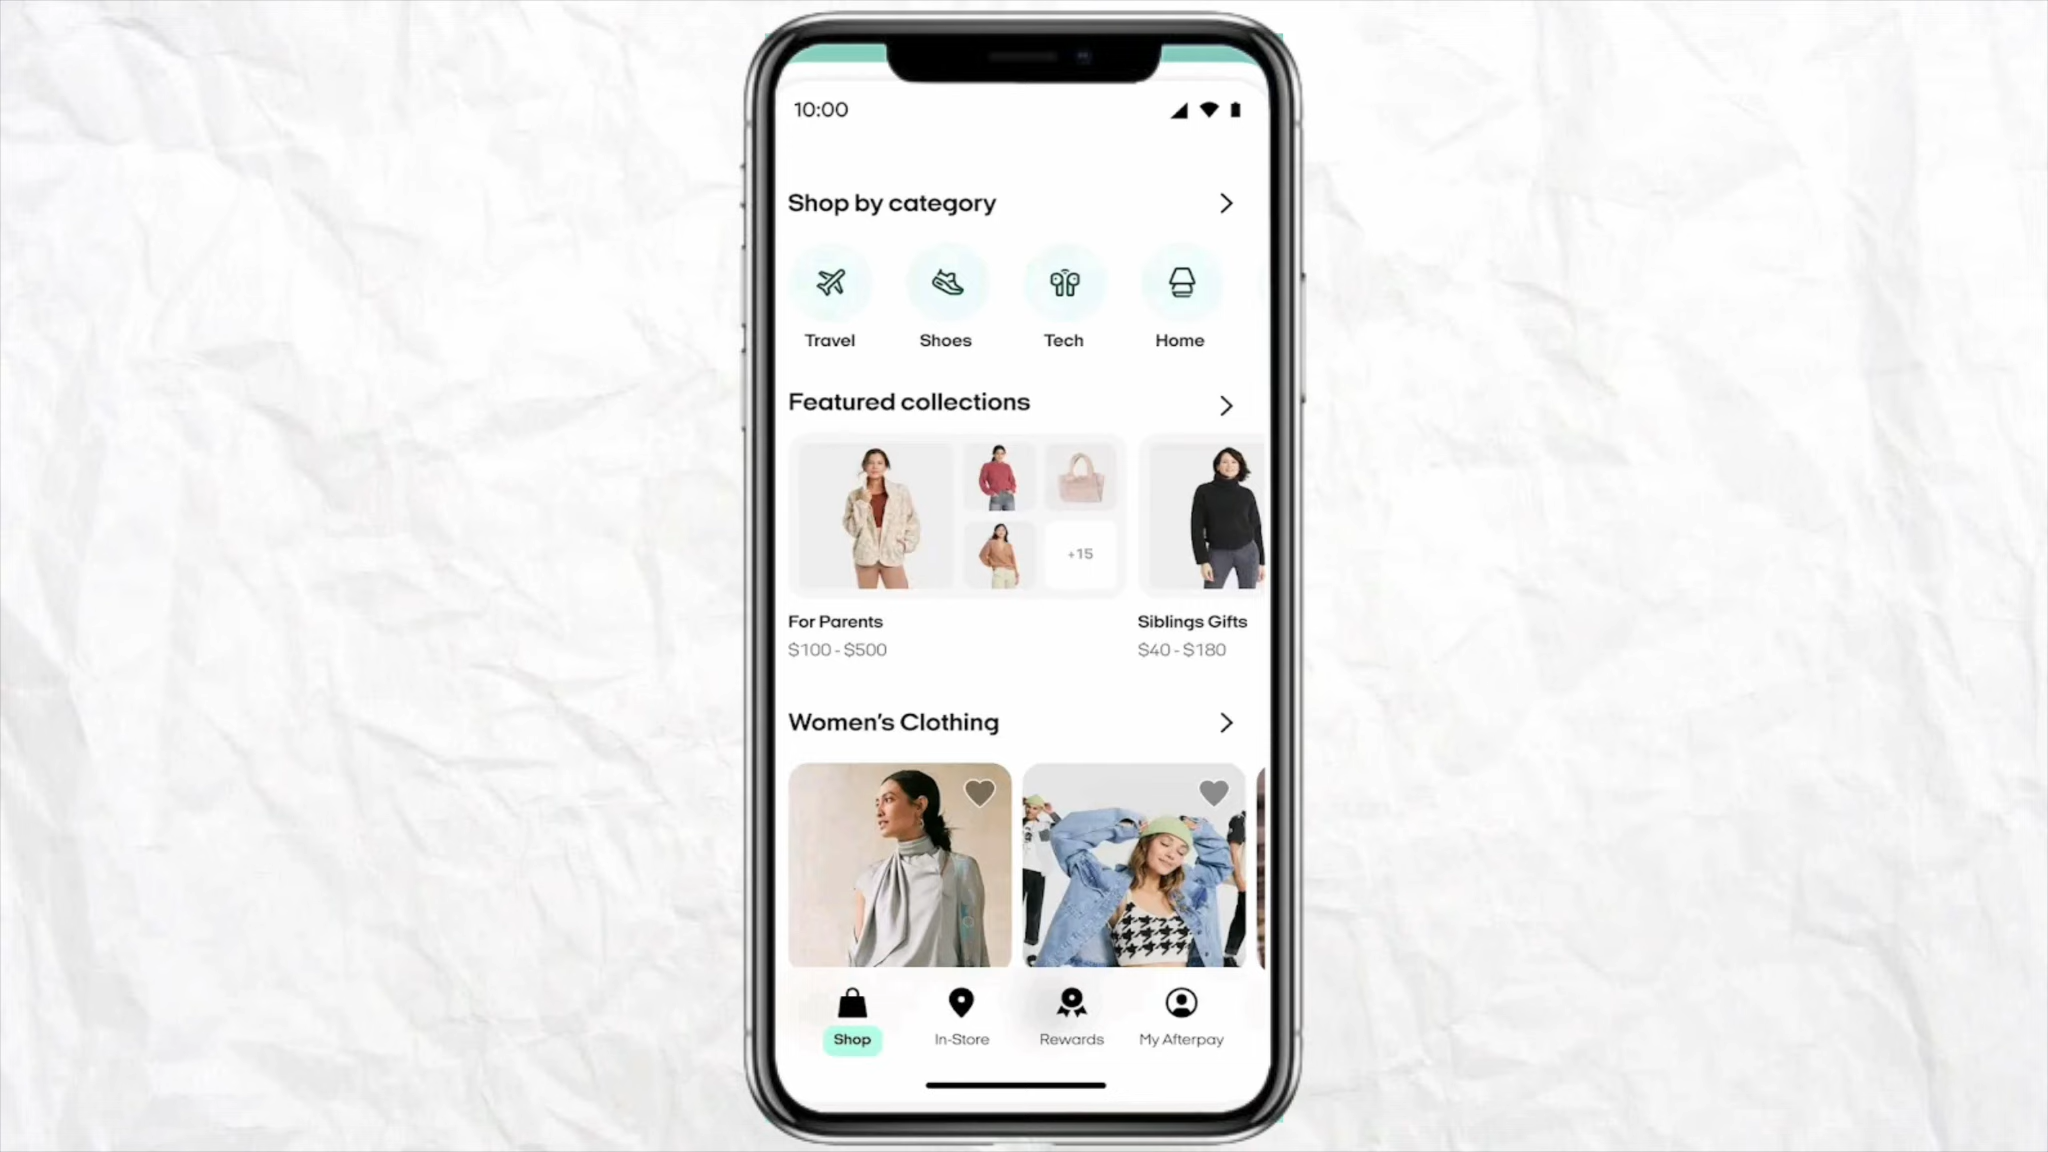 10:00
Shop by category
Travel
Shoes
Tech
Home
Featured collections
+15
For Parents
$100 - $500
Siblings Gifts
$40 - $180
Women's Clothing
Shop
In-Store
Rewards
My Afterpay